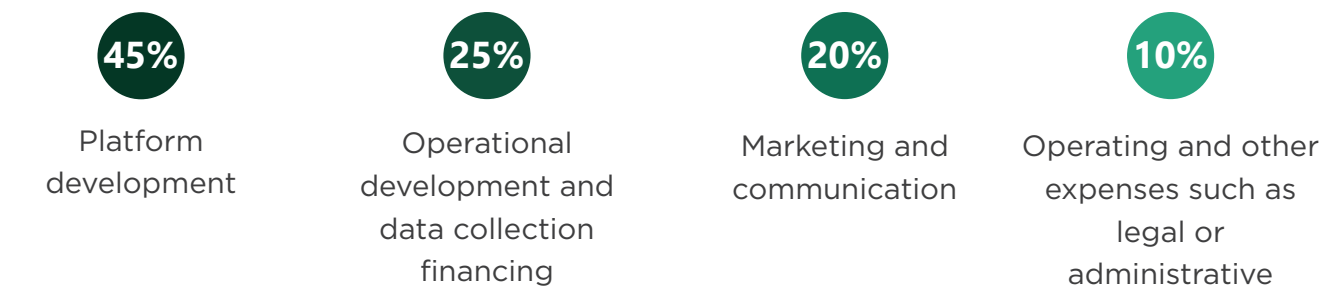 45%
Platform
development
25%
Operational
development and
data collection
financing
20%
Marketing and
communication
10%
Operating and other
expenses such as
legal or
administrative